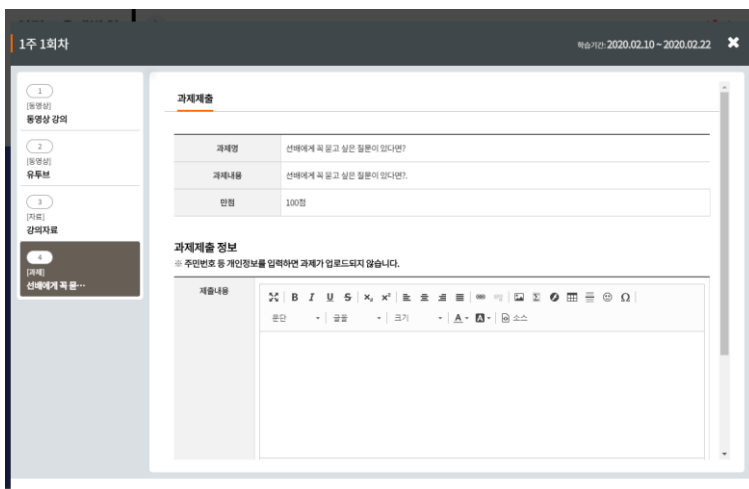 1주 1회차
학습기간: 2020.02.10 ~ 2020.02.22
1
[동영상]
동영상 강의
2
[동영상]
유투브
3
[자료]
강의자료
4
[과제]
선배에게 꼭 묻…
과제제출
과제명 선배에게 꼭 묻고 싶은 질문이 있다면?
과제내용 선배에게 꼭 묻고 싶은 질문이 있다면?.
만점 100점
과제제출 정보
※ 주민번호 등 개인정보를 입력하면 과제가 업로드되지 않습니다.
제출내용
B I U S x₂ x² Σ Ω
문단 글꼴 크기 A A 소스